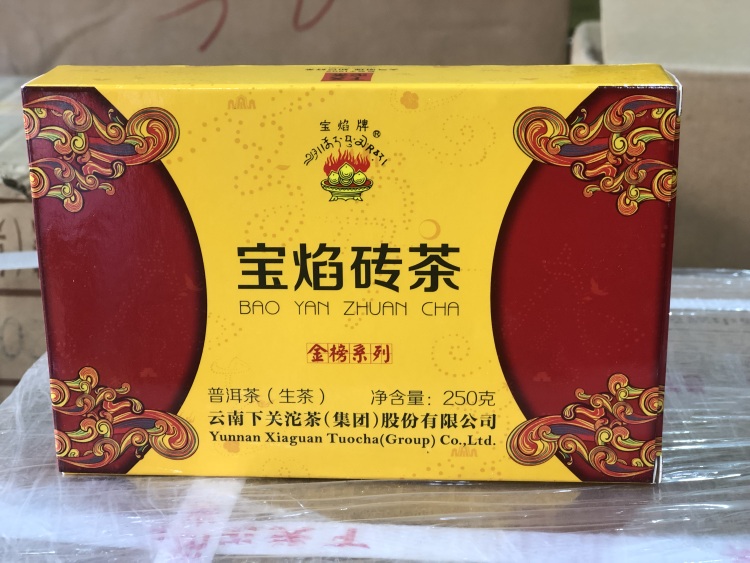 宝焰牌®
宝焰砖茶
BAO YAN ZHUAN CHA
金榜系列
普洱茶（生茶） 净含量：250克
云南下关沱茶(集团)股份有限公司
Yunnan Xiaguan Tuocha(Group) Co.,Ltd.